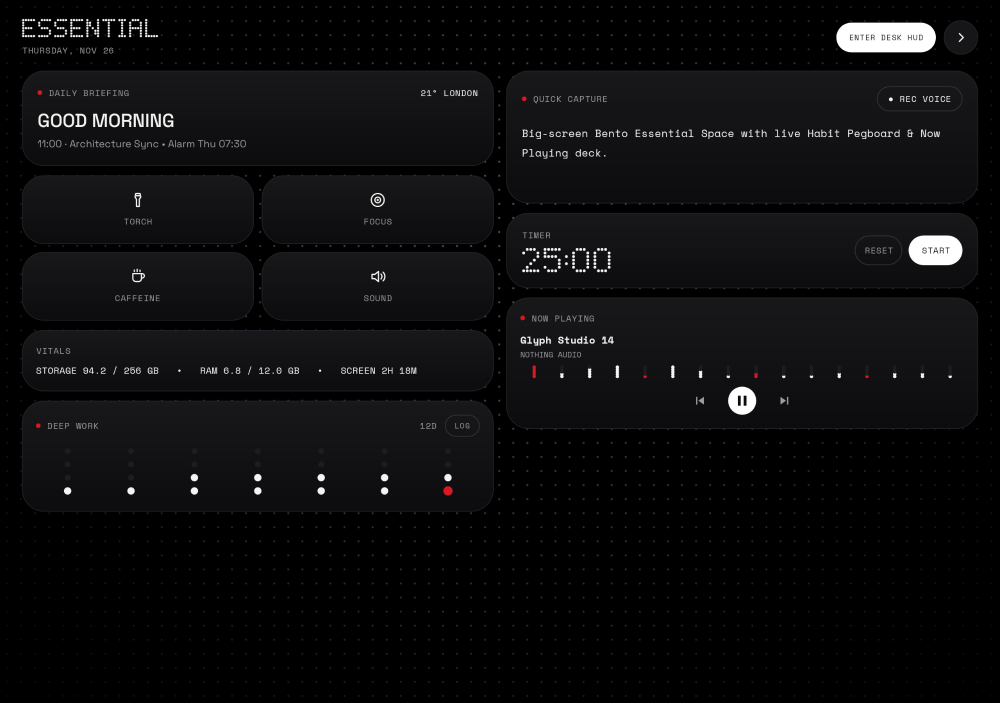 ESSENTIAL
THURSDAY, NOV 26
ENTER DESK HUD
DAILY BRIEFING
21° LONDON
GOOD MORNING
11:00 · Architecture Sync • Alarm Thu 07:30
TORCH
FOCUS
CAFFEINE
SOUND
VITALS
STORAGE 94.2 / 256 GB • RAM 6.8 / 12.0 GB • SCREEN 2H 18M
DEEP WORK
12D
LOG
QUICK CAPTURE
● REC VOICE
Big-screen Bento Essential Space with live Habit Pegboard & Now
Playing deck.
TIMER
25:00
RESET
START
NOW PLAYING
Glyph Studio 14
NOTHING AUDIO